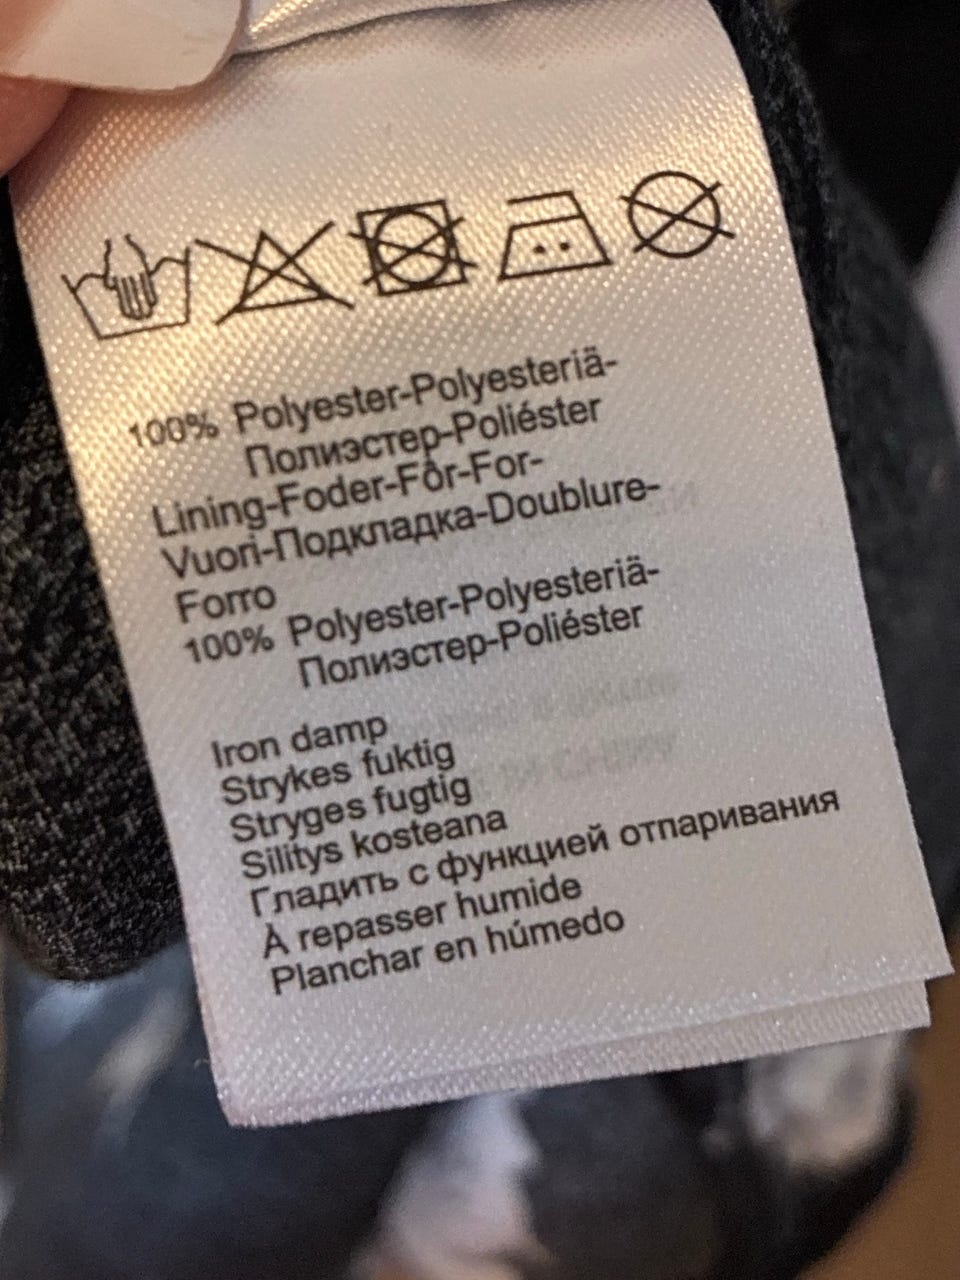 100% Polyester-Polyesteriä-
Полиэстер-Poliéster
Lining-Foder-Fôr-For-
Vuori-Подкладка-Doublure-
Forro
100% Polyester-Polyesteriä-
Полиэстер-Poliéster
Iron damp
Strykes fuktig
Stryges fugtig
Silitys kosteana
Гладить с функцией отпаривания
À repasser humide
Planchar en húmedo